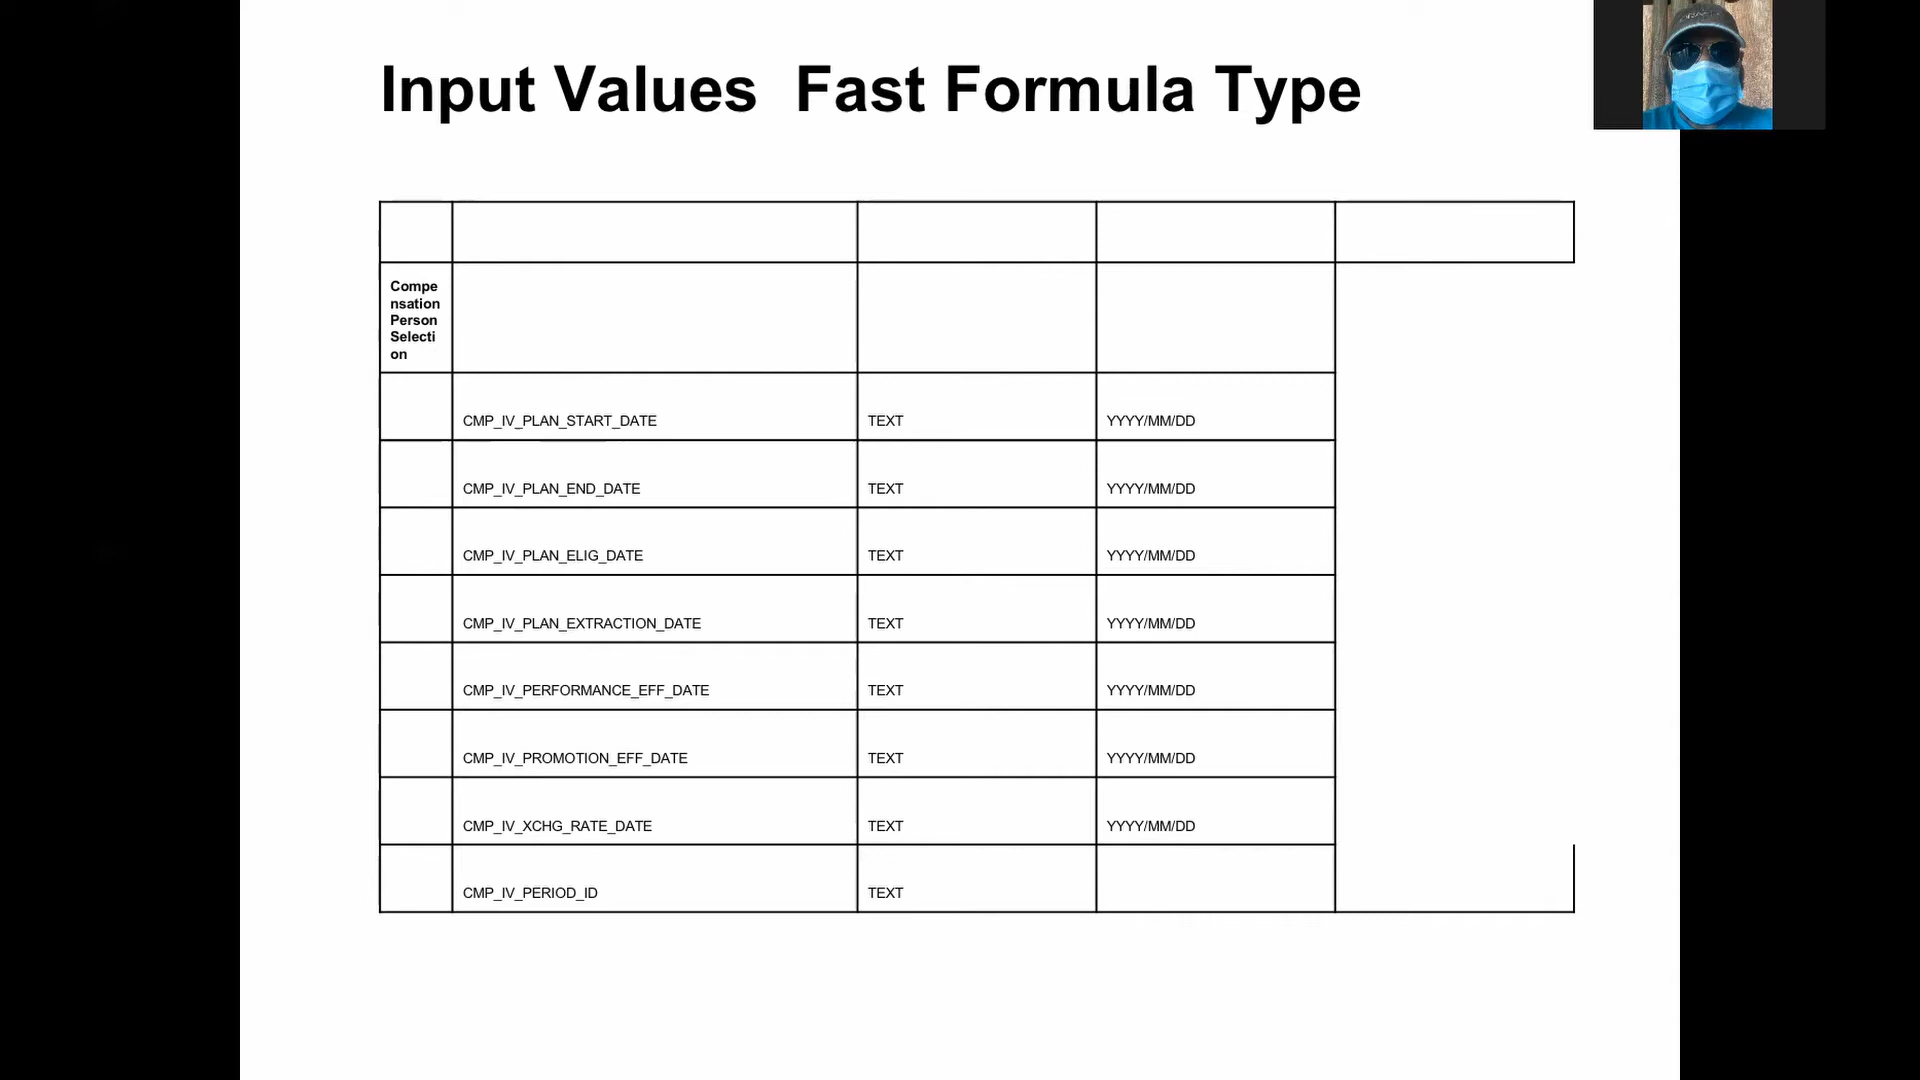 Input Values  Fast Formula Type
Compe
nsation
Person
Selecti
on
CMP_IV_PLAN_START_DATE TEXT YYYY/MM/DD
CMP_IV_PLAN_END_DATE TEXT YYYY/MM/DD
CMP_IV_PLAN_ELIG_DATE TEXT YYYY/MM/DD
CMP_IV_PLAN_EXTRACTION_DATE TEXT YYYY/MM/DD
CMP_IV_PERFORMANCE_EFF_DATE TEXT YYYY/MM/DD
CMP_IV_PROMOTION_EFF_DATE TEXT YYYY/MM/DD
CMP_IV_XCHG_RATE_DATE TEXT YYYY/MM/DD
CMP_IV_PERIOD_ID TEXT